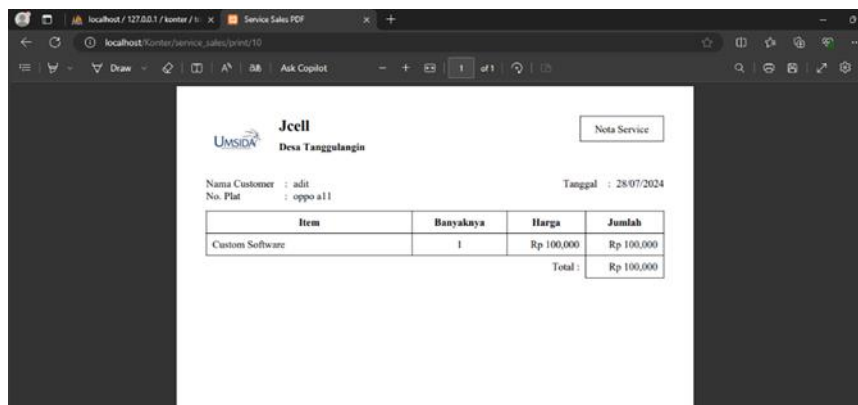 localhost / 127.0.0.1 / konter / t
Service Sales PDF
localhost/Konter/service_sales/print/10
Draw
Ask Copilot
1 of 1
UMSIDA
Jcell
Desa Tanggulangin
Nota Service
Nama Customer : adit
Tanggal : 28/07/2024
No. Plat : oppo a11
Item Banyaknya Harga Jumlah
Custom Software 1 Rp 100,000 Rp 100,000
Total : Rp 100,000